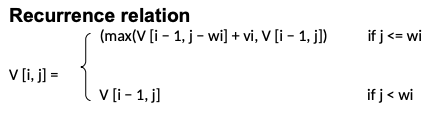 Recurrence relation
(max(V [i − 1, j − wi] + vi, V [i − 1, j]) if j <= wi
V [i, j] =
V [i − 1, j] if j < wi